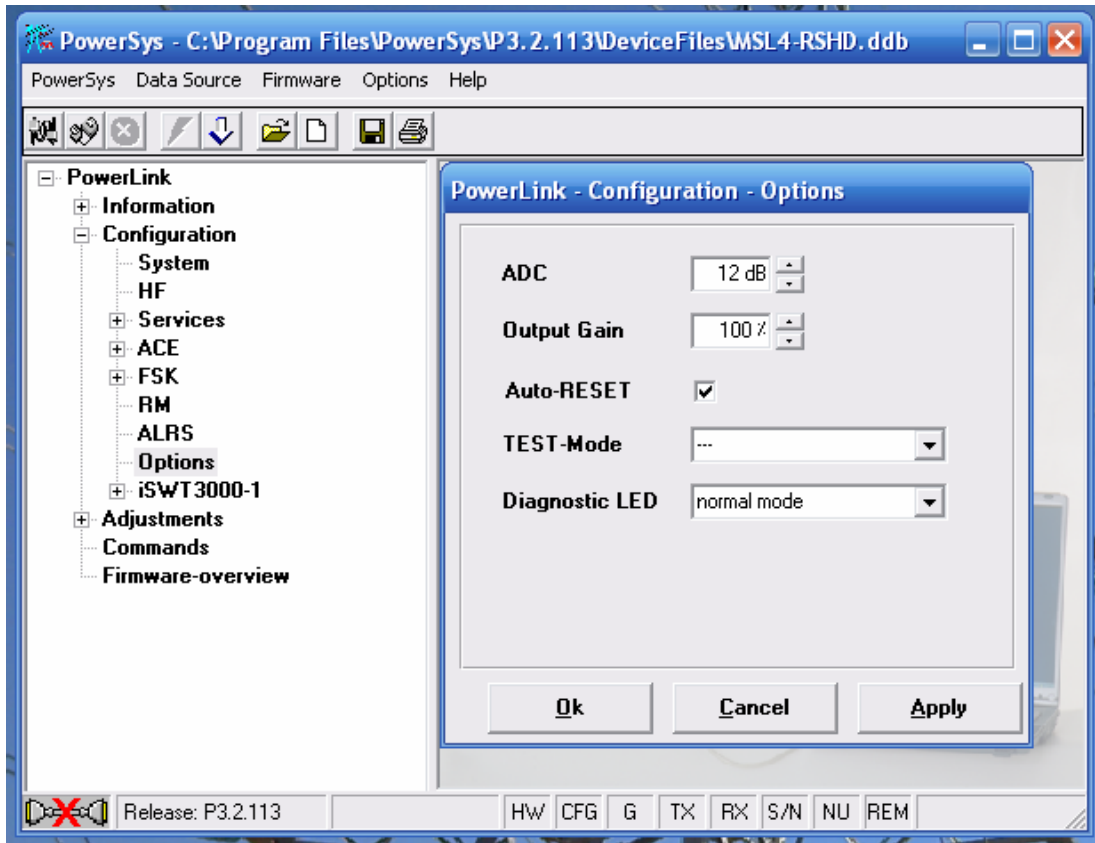 PowerSys - C:\Program Files\PowerSys\P3.2.113\DeviceFiles\MSL4-RSHD.ddb
PowerSys Data Source Firmware Options Help
PowerLink
Information
Configuration
System
HF
Services
ACE
FSK
RM
ALRS
Options
iSWT3000-1
Adjustments
Commands
Firmware-overview
PowerLink - Configuration - Options
ADC 12 dB
Output Gain 100 %
Auto-RESET
TEST-Mode ---
Diagnostic LED normal mode
Ok Cancel Apply
Release: P3.2.113 HW CFG G TX RX S/N NU REM